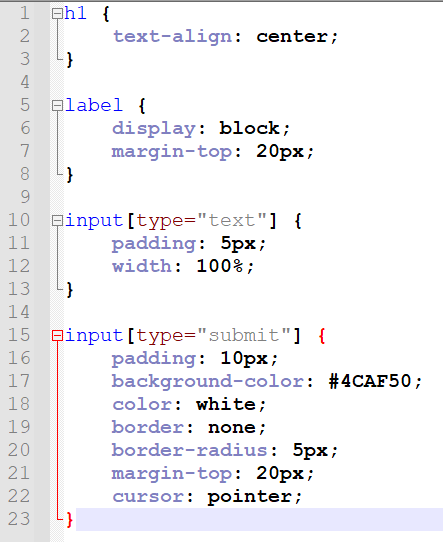 1 h1 {
2 text-align: center;
3 }
4
5 label {
6 display: block;
7 margin-top: 20px;
8 }
9
10 input[type="text"] {
11 padding: 5px;
12 width: 100%;
13 }
14
15 input[type="submit"] {
16 padding: 10px;
17 background-color: #4CAF50;
18 color: white;
19 border: none;
20 border-radius: 5px;
21 margin-top: 20px;
22 cursor: pointer;
23 }